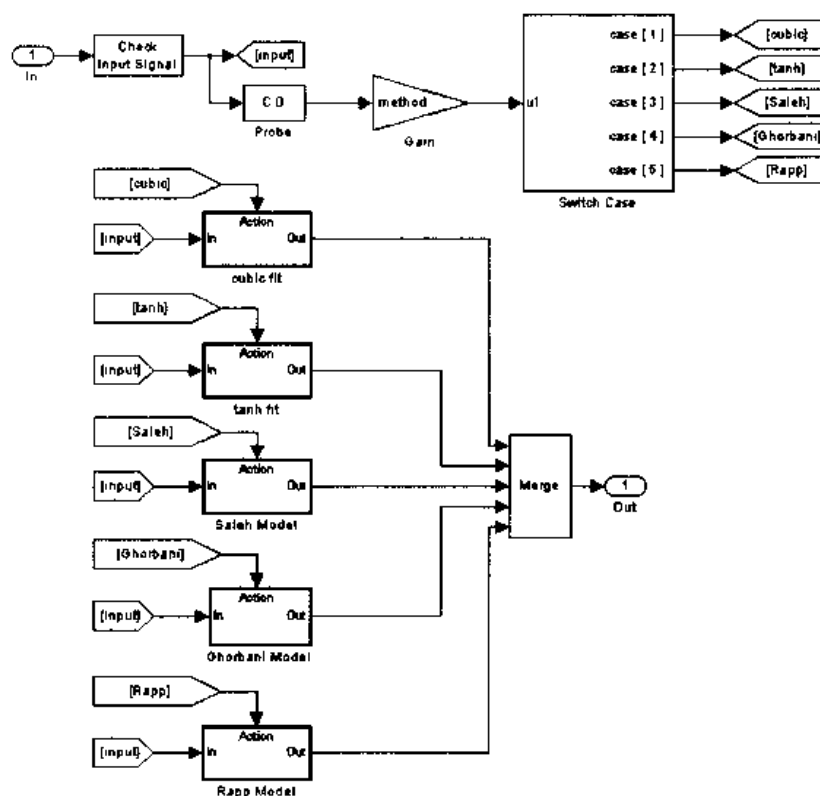 1
In
Check
Input Signal
[input]
C 0
Probe
method
Gain
u1
case [ 1 ]
case [ 2 ]
case [ 3 ]
case [ 4 ]
case [ 5 ]
Switch Case
[cubic]
[tanh]
[Saleh]
[Ghorbani]
[Rapp]
[cubic]
[input]
Action
In
Out
cubic fit
[tanh]
[input]
Action
In
Out
tanh fit
[Saleh]
[input]
Action
In
Out
Saleh Model
[Ghorbani]
[input]
Action
In
Out
Ghorbani Model
[Rapp]
[input]
Action
In
Out
Rapp Model
Merge
1
Out